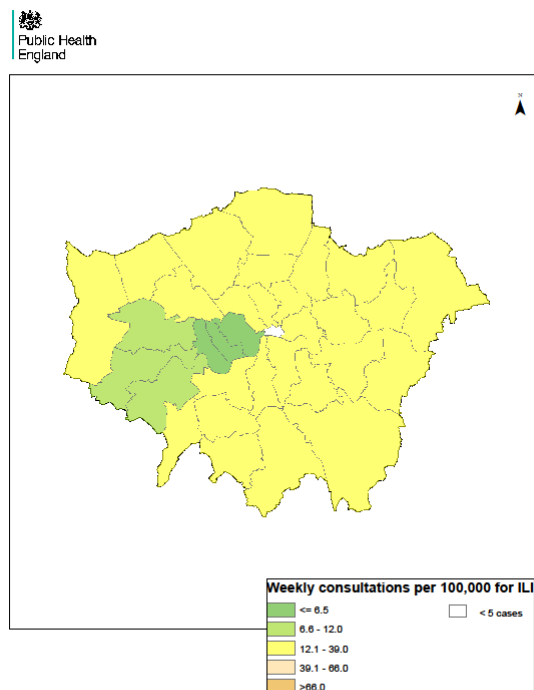 Public Health
England
N
Weekly consultations per 100,000 for ILI
<= 6.5
< 5 cases
6.6 - 12.0
12.1 - 39.0
39.1 - 66.0
>66.0